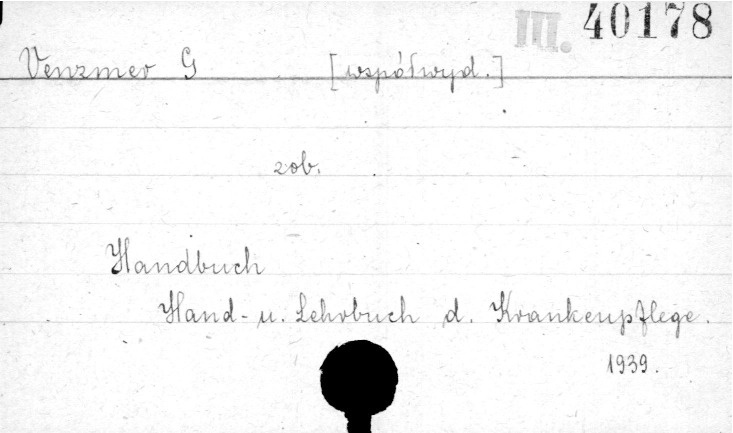 III. 40178
Venzmer G [współwyd.]
zob.
Handbuch
Hand- u. Lehrbuch d. Krankenpflege.
1939.